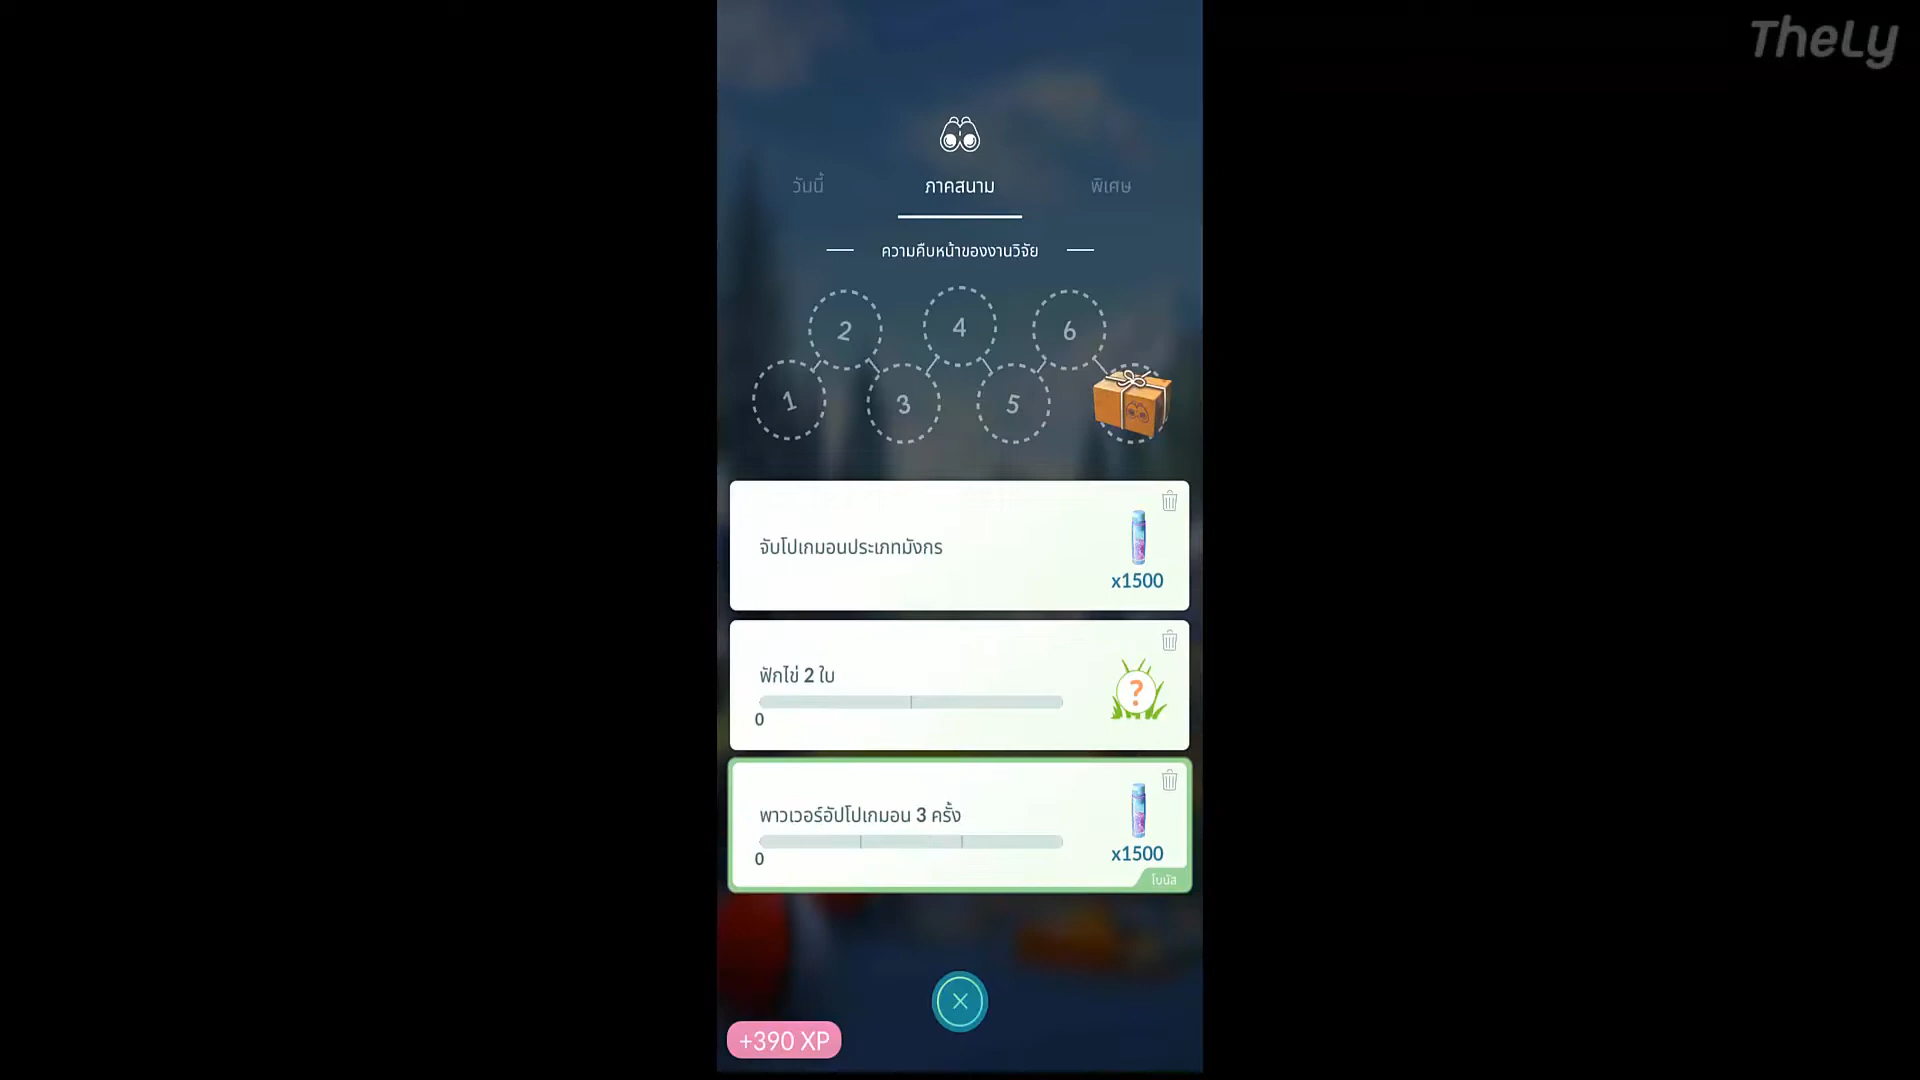 TheLy
วันนี้
ภาคสนาม
พิเศษ
ความคืบหน้าของงานวิจัย
2
4
6
1
3
5
จับโปเกมอนประเภทมังกร
x1500
ฟักไข่ 2 ใบ
?
0
พาวเวอร์อัปโปเกมอน 3 ครั้ง
0
x1500
โบนัส
+390 XP